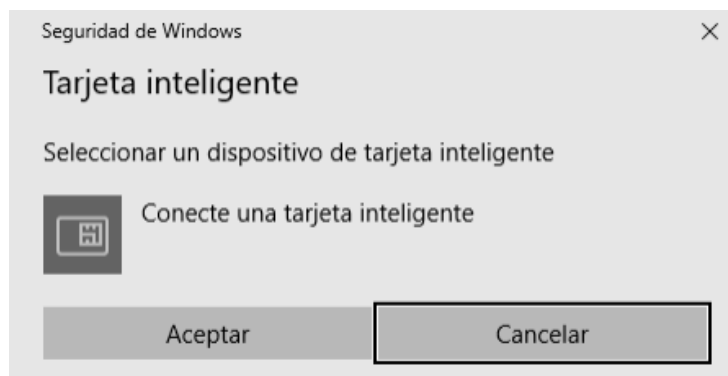 Seguridad de Windows
Tarjeta inteligente
Seleccionar un dispositivo de tarjeta inteligente
Conecte una tarjeta inteligente
Aceptar
Cancelar